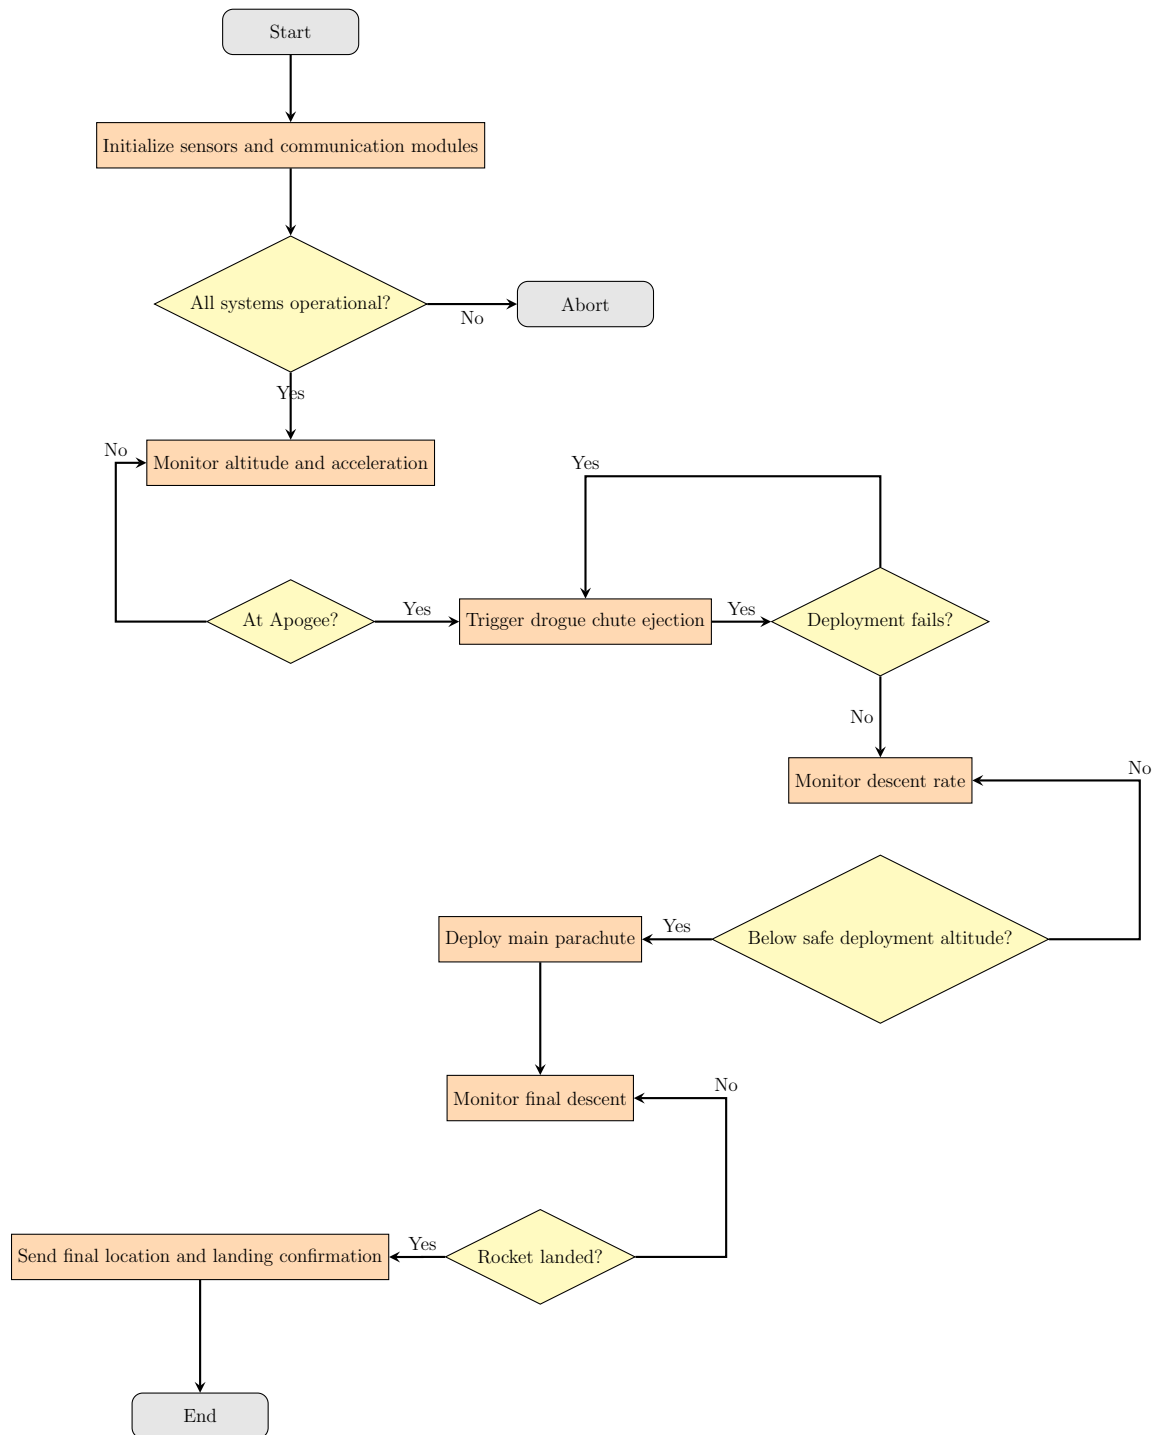 Start
Initialize sensors and communication modules
All systems operational?
No
Abort
Yes
No
Monitor altitude and acceleration
Yes
At Apogee?
Yes
Trigger drogue chute ejection
Yes
Deployment fails?
No
Monitor descent rate
No
Deploy main parachute
Yes
Below safe deployment altitude?
Monitor final descent
No
Send final location and landing confirmation
Yes
Rocket landed?
End